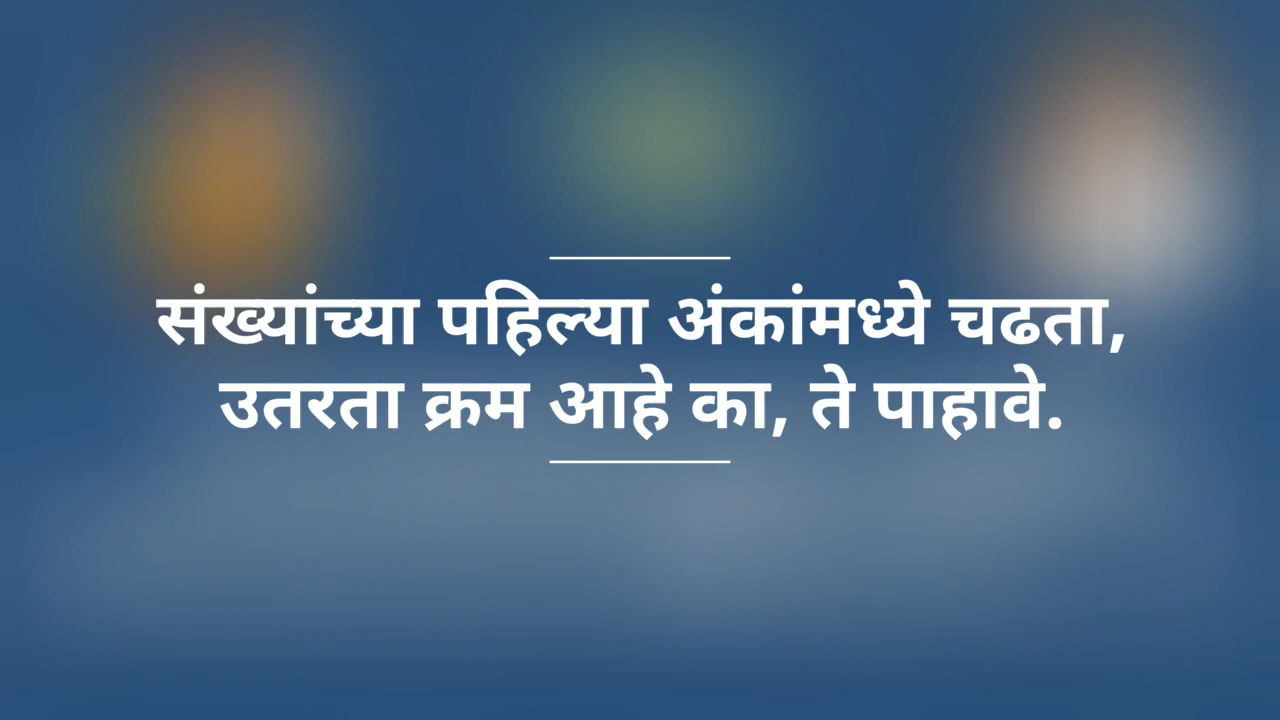 संख्यांच्या पहिल्या अंकांमध्ये चढता,
उतरता क्रम आहे का, ते पाहावे.